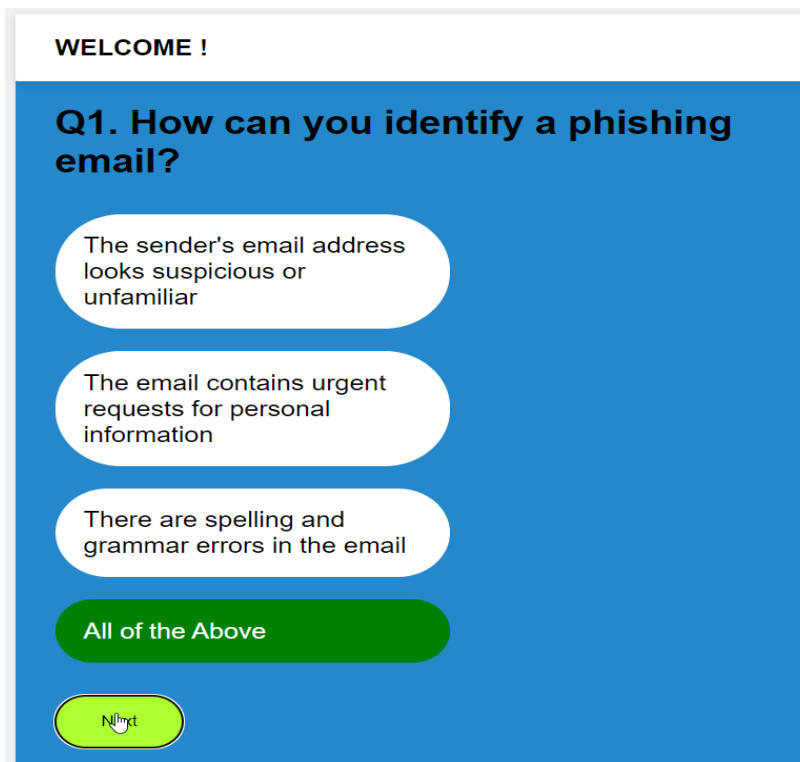 WELCOME !
Q1. How can you identify a phishing
email?
The sender's email address
looks suspicious or
unfamiliar
The email contains urgent
requests for personal
information
There are spelling and
grammar errors in the email
All of the Above
Next